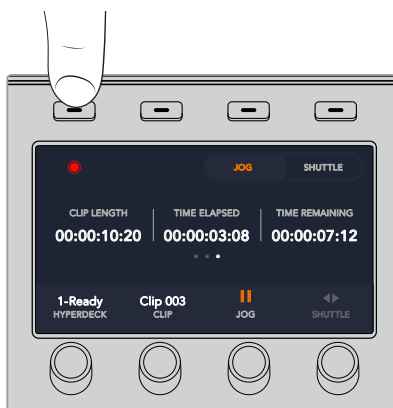 JOG SHUTTLE
CLIP LENGTH TIME ELAPSED TIME REMAINING
00:00:10:20 00:00:03:08 00:00:07:12
1-Ready Clip 003
HYPERDECK CLIP JOG SHUTTLE